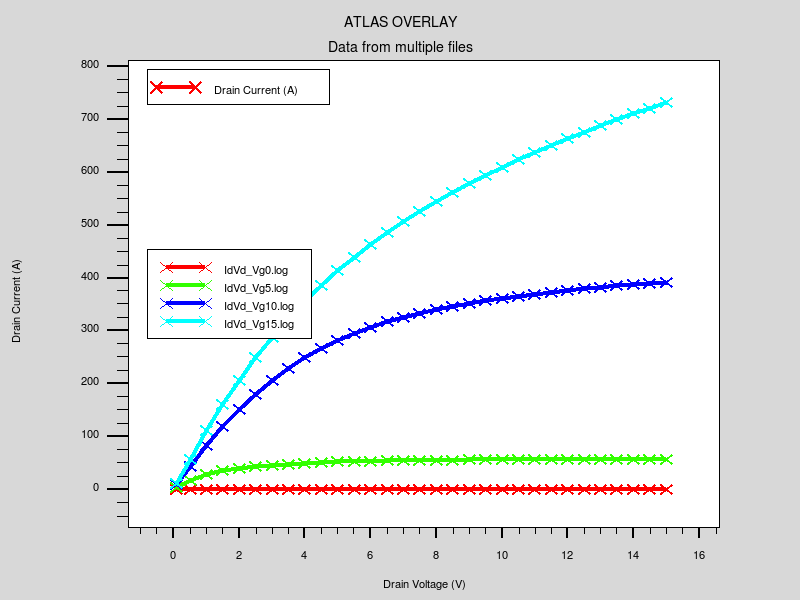 ATLAS OVERLAY
Data from multiple files
Drain Current (A)
800
700
600
500
400
300
200
100
0
Drain Current (A)
IdVd_Vg0.log
IdVd_Vg5.log
IdVd_Vg10.log
IdVd_Vg15.log
0 2 4 6 8 10 12 14 16
Drain Voltage (V)